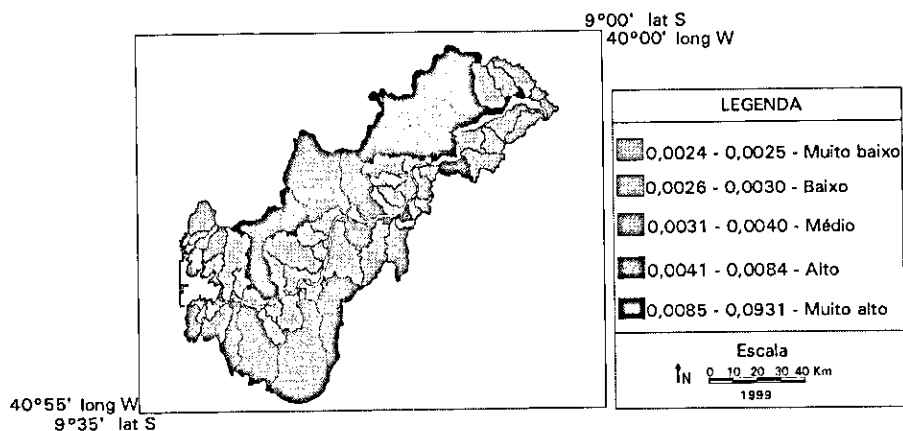 9°00' lat S
40°00' long W
LEGENDA
0,0024 - 0,0025 - Muito baixo
0,0026 - 0,0030 - Baixo
0,0031 - 0,0040 - Médio
0,0041 - 0,0084 - Alto
0,0085 - 0,0931 - Muito alto
Escala
N 0 10 20 30 40 Km
1999
40°55' long W
9°35' lat S